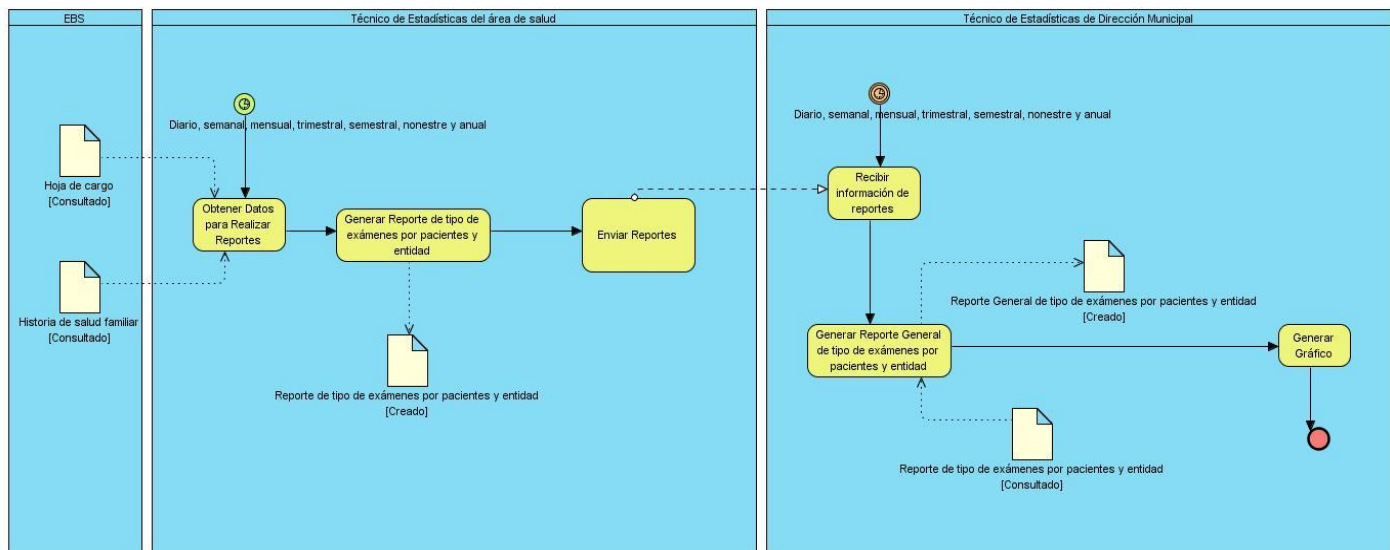 EBS
Técnico de Estadísticas del área de salud
Técnico de Estadísticas de Dirección Municipal
Diario, semanal, mensual, trimestral, semestral, nonestre y anual
Diario, semanal, mensual, trimestral, semestral, nonestre y anual
Hoja de cargo
[Consultado]
Historia de salud familiar
[Consultado]
Obtener Datos
para Realizar
Reportes
Generar Reporte de tipo de
exámenes por pacientes y
entidad
Enviar Reportes
Reporte de tipo de exámenes por pacientes y entidad
[Creado]
Recibir
información de
reportes
Reporte General de tipo de exámenes por pacientes y entidad
[Creado]
Generar Reporte General
de tipo de exámenes por
pacientes y entidad
Generar
Gráfico
Reporte de tipo de exámenes por pacientes y entidad
[Consultado]